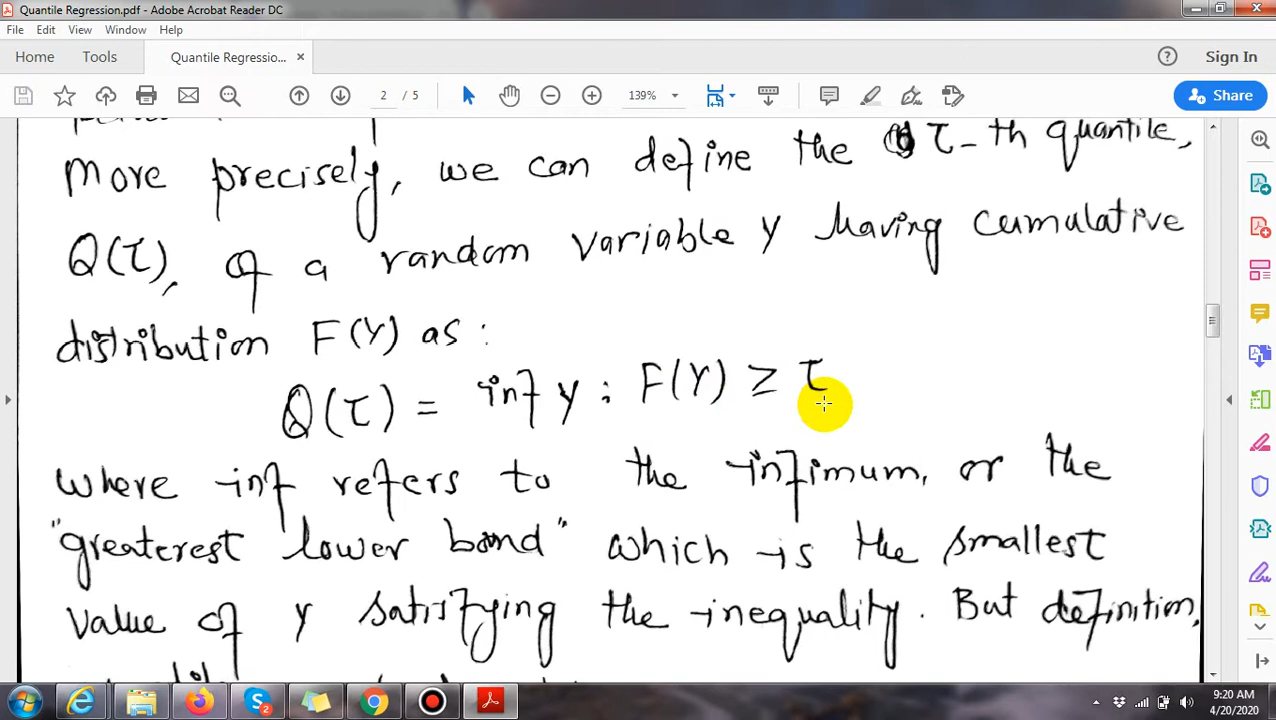 Quantile Regression.pdf - Adobe Acrobat Reader DC
File Edit View Window Help
Home Tools Quantile Regressio... × Sign In
2 / 5 139% Share
More precisely, we can define the τ-th quantile,
Q(τ), of a random variable Y having cumulative
distribution F(Y) as:
Q(τ) = inf y : F(Y) ≥ τ
where inf refers to the infimum, or the
"greaterest lower bond" which is the smallest
value of Y satisfying the inequality. But definition,
9:20 AM
4/20/2020